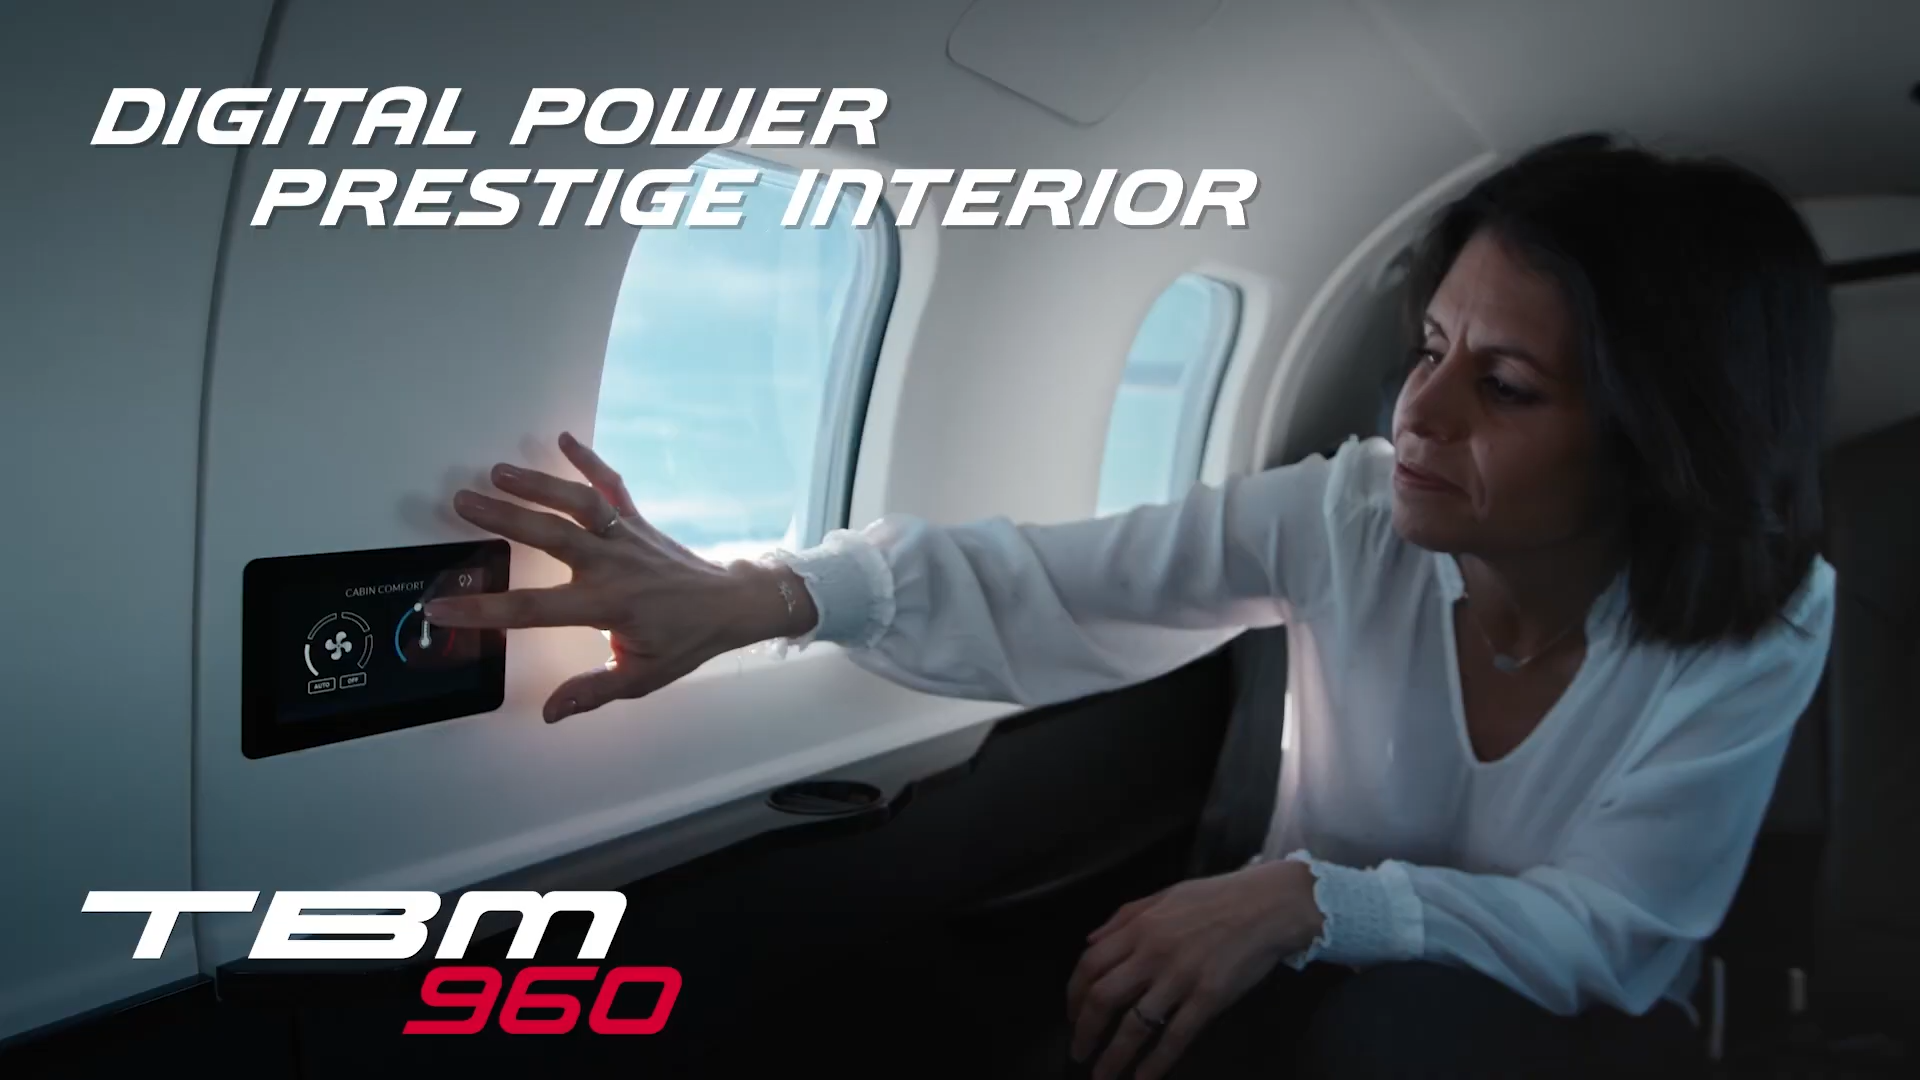 DIGITAL POWER
PRESTIGE INTERIOR
CABIN COMFORT
AUTO OFF
TBM
960